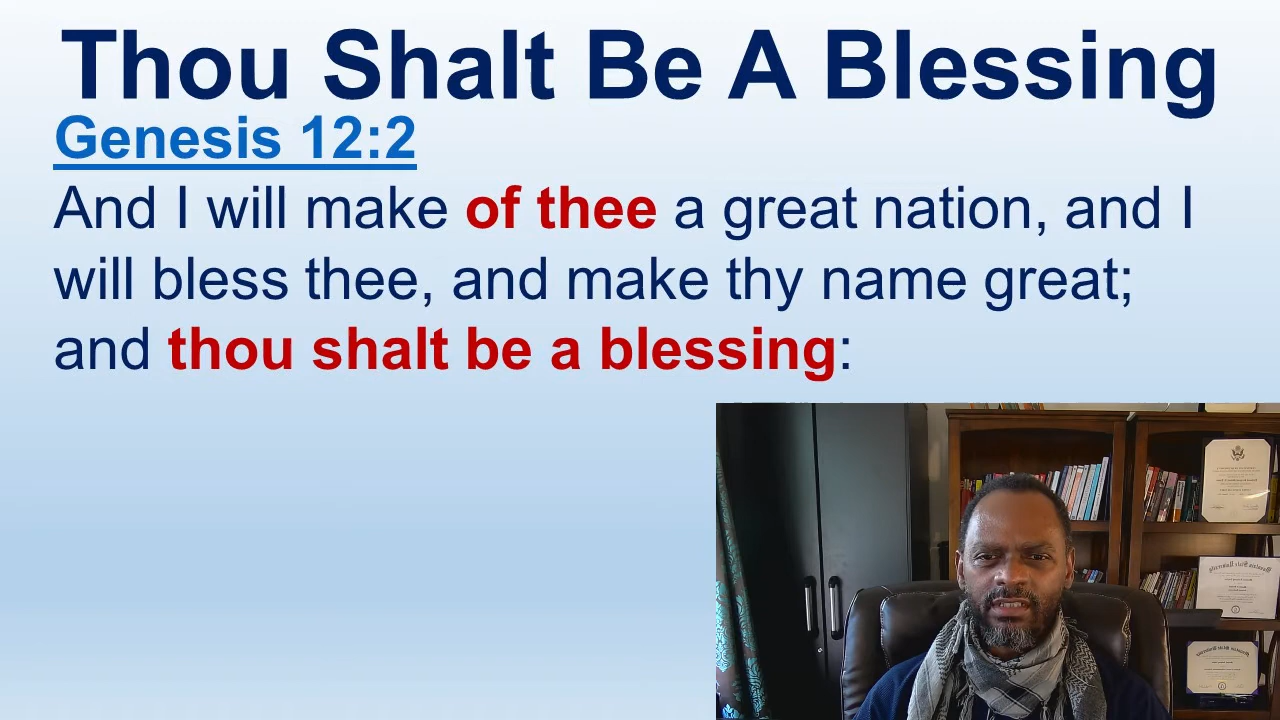 Thou Shalt Be A Blessing
Genesis 12:2
And I will make of thee a great nation, and I
will bless thee, and make thy name great;
and thou shalt be a blessing: